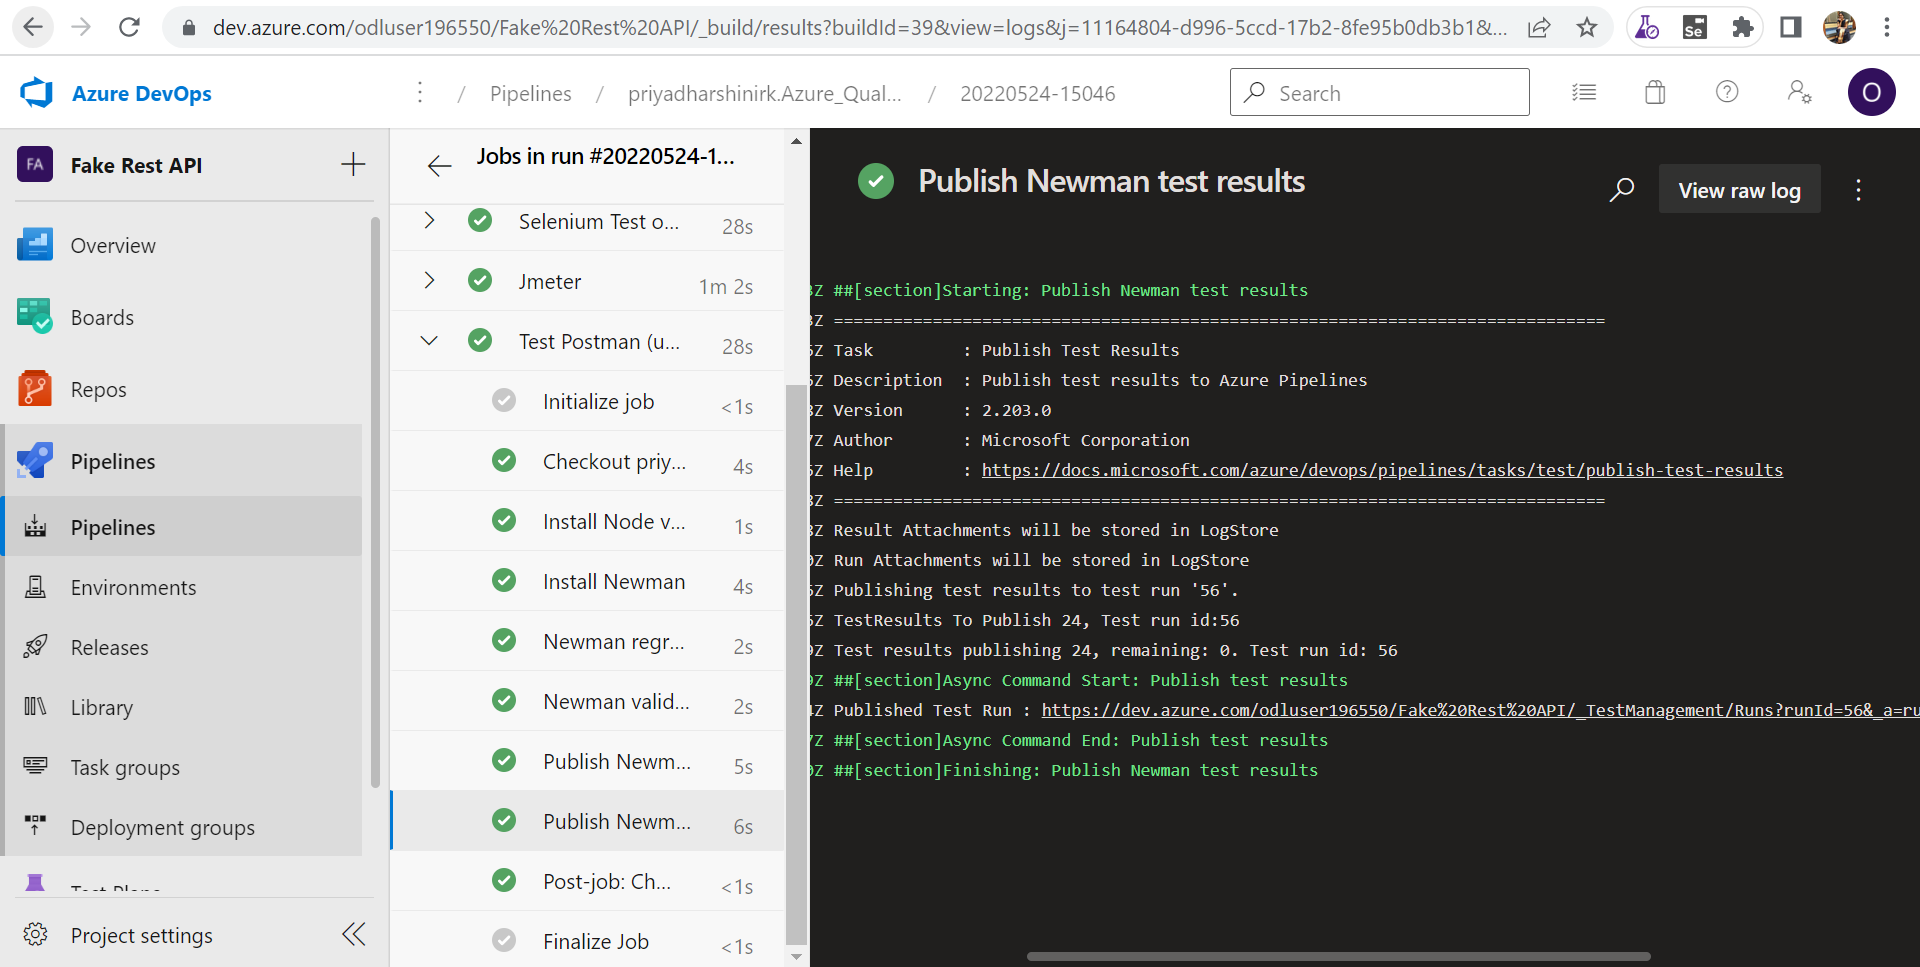 dev.azure.com/odluser196550/Fake%20Rest%20API/_build/results?buildId=39&view=logs&j=11164804-d996-5ccd-17b2-8fe95b0db3b1&...
Se
Azure DevOps
/ Pipelines / priyadharshinirk.Azure_Qual... / 20220524-15046
Search
O
FA
Fake Rest API
Overview
Boards
Repos
Pipelines
Pipelines
Environments
Releases
Library
Task groups
Deployment groups
Test Plans
Project settings
Jobs in run #20220524-1...
Selenium Test o... 28s
Jmeter 1m 2s
Test Postman (u... 28s
Initialize job <1s
Checkout priy... 4s
Install Node v... 1s
Install Newman 4s
Newman regr... 2s
Newman valid... 2s
Publish Newm... 5s
Publish Newm... 6s
Post-job: Ch... <1s
Finalize Job <1s
Publish Newman test results
View raw log
Z ##[section]Starting: Publish Newman test results
Z ==============================================================================
Z Task         : Publish Test Results
Z Description  : Publish test results to Azure Pipelines
Z Version      : 2.203.0
Z Author       : Microsoft Corporation
Z Help         : https://docs.microsoft.com/azure/devops/pipelines/tasks/test/publish-test-results
Z ==============================================================================
Z Result Attachments will be stored in LogStore
Z Run Attachments will be stored in LogStore
Z Publishing test results to test run '56'.
Z TestResults To Publish 24, Test run id:56
Z Test results publishing 24, remaining: 0. Test run id: 56
Z ##[section]Async Command Start: Publish test results
Z Published Test Run : https://dev.azure.com/odluser196550/Fake%20Rest%20API/_TestManagement/Runs?runId=56&_a=ru
Z ##[section]Async Command End: Publish test results
Z ##[section]Finishing: Publish Newman test results